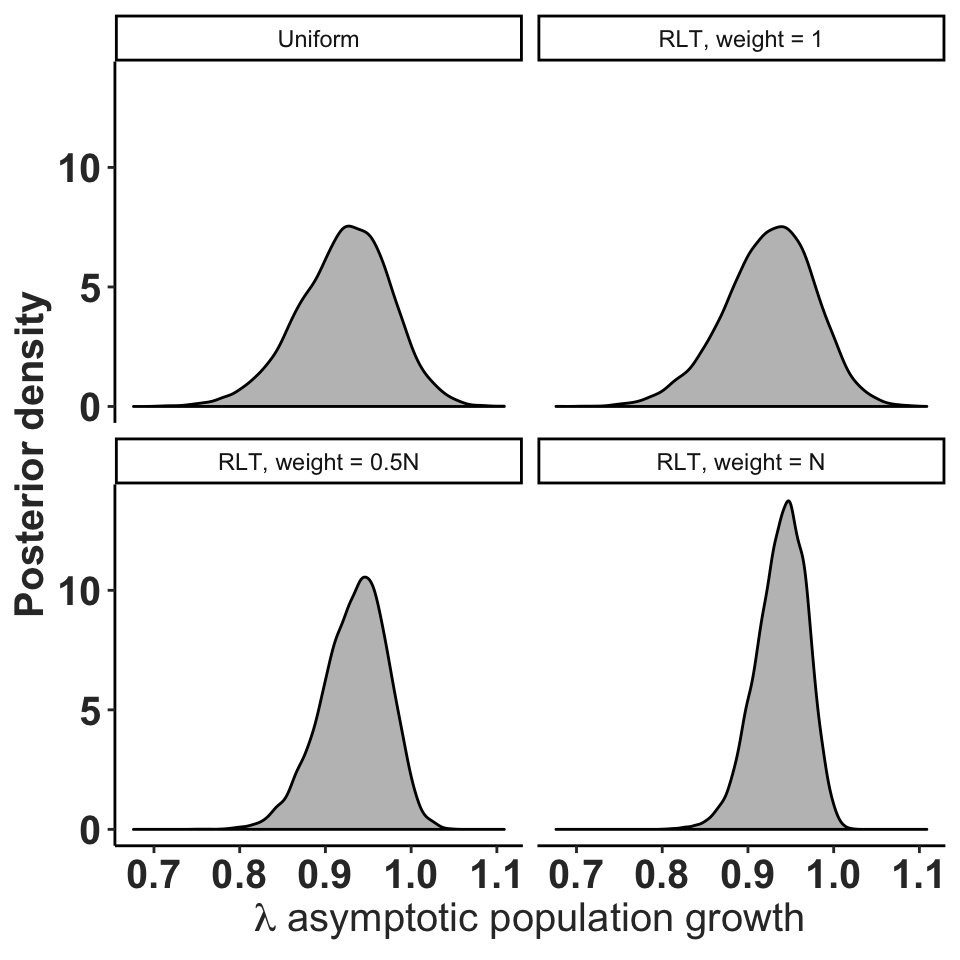 Uniform
RLT, weight = 1
10
5
0
RLT, weight = 0.5N
RLT, weight = N
10
5
0
Posterior density
0.7 0.8 0.9 1.0 1.1 0.7 0.8 0.9 1.0 1.1
λ asymptotic population growth